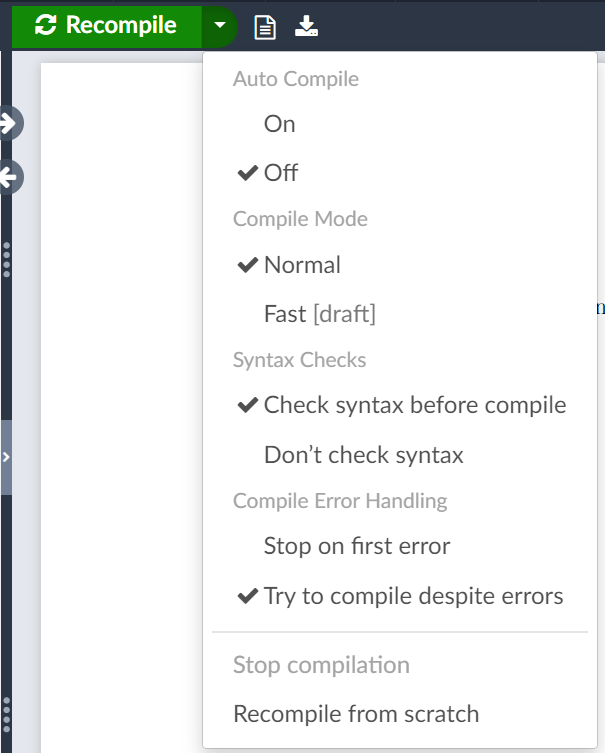 Recompile
Auto Compile
On
Off
Compile Mode
Normal
Fast [draft]
Syntax Checks
Check syntax before compile
Don’t check syntax
Compile Error Handling
Stop on first error
Try to compile despite errors
Stop compilation
Recompile from scratch